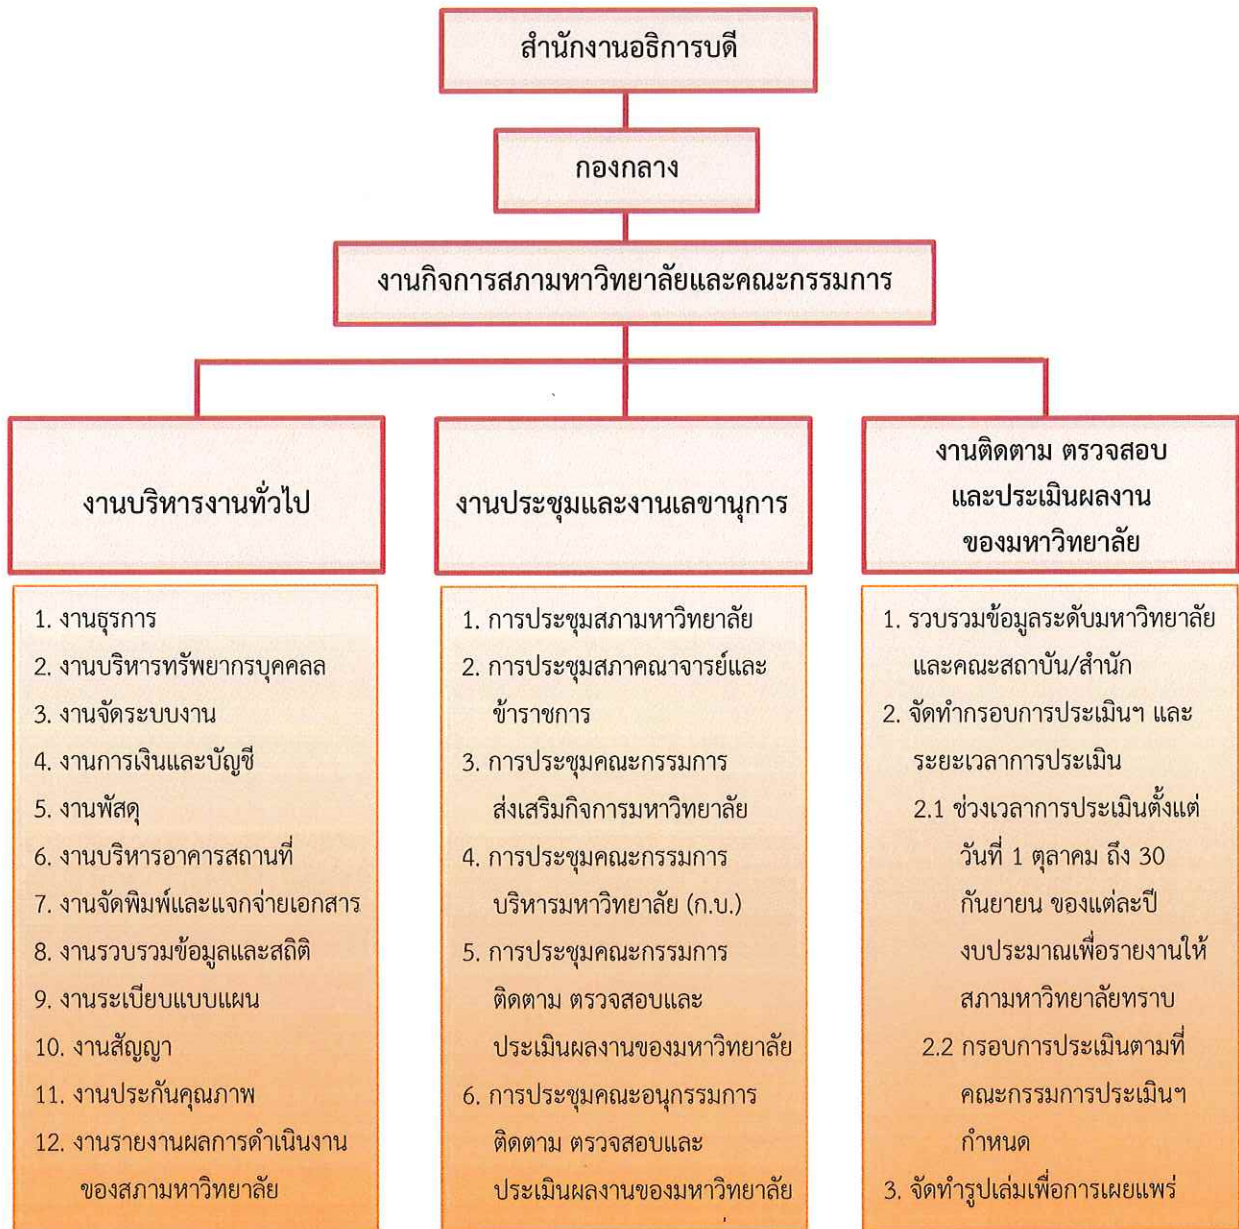 สำนักงานอธิการบดี
กองกลาง
งานกิจการสภามหาวิทยาลัยและคณะกรรมการ
งานบริหารงานทั่วไป
1. งานธุรการ
2. งานบริหารทรัพยากรบุคคลล
3. งานจัดระบบงาน
4. งานการเงินและบัญชี
5. งานพัสดุ
6. งานบริหารอาคารสถานที่
7. งานจัดพิมพ์และแจกจ่ายเอกสาร
8. งานรวบรวมข้อมูลและสถิติ
9. งานระเบียบแบบแผน
10. งานสัญญา
11. งานประกันคุณภาพ
12. งานรายงานผลการดำเนินงาน
ของสภามหาวิทยาลัย
งานประชุมและงานเลขานุการ
1. การประชุมสภามหาวิทยาลัย
2. การประชุมสภาคณาจารย์และ
ข้าราชการ
3. การประชุมคณะกรรมการ
ส่งเสริมกิจการมหาวิทยาลัย
4. การประชุมคณะกรรมการ
บริหารมหาวิทยาลัย (ก.บ.)
5. การประชุมคณะกรรมการ
ติดตาม ตรวจสอบและ
ประเมินผลงานของมหาวิทยาลัย
6. การประชุมคณะอนุกรรมการ
ติดตาม ตรวจสอบและ
ประเมินผลงานของมหาวิทยาลัย
งานติดตาม ตรวจสอบ
และประเมินผลงาน
ของมหาวิทยาลัย
1. รวบรวมข้อมูลระดับมหาวิทยาลัย
และคณะสถาบัน/สำนัก
2. จัดทำกรอบการประเมินฯ และ
ระยะเวลาการประเมิน
2.1 ช่วงเวลาการประเมินตั้งแต่
วันที่ 1 ตุลาคม ถึง 30
กันยายน ของแต่ละปี
งบประมาณเพื่อรายงานให้
สภามหาวิทยาลัยทราบ
2.2 กรอบการประเมินตามที่
คณะกรรมการประเมินฯ
กำหนด
3. จัดทำรูปเล่มเพื่อการเผยแพร่